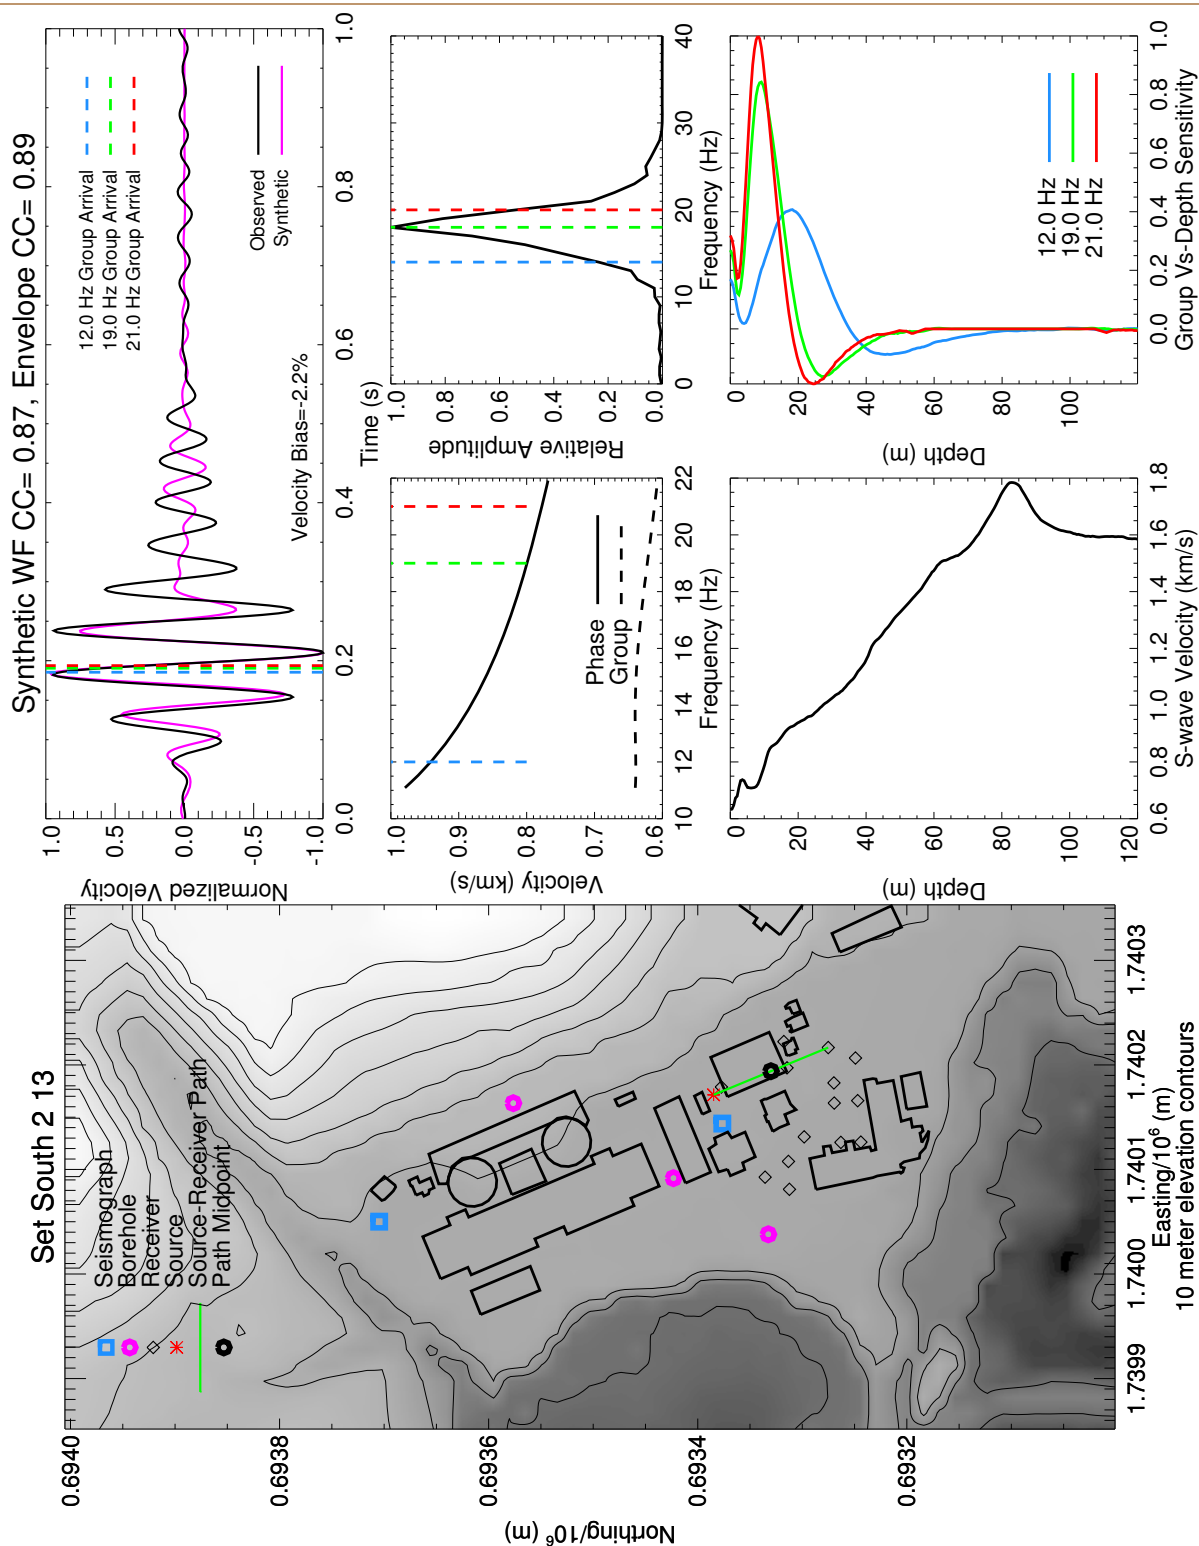 Set South 2 13
Seismograph
Borehole
Receiver
Source
Source-Receiver Path
Path Midpoint
0.6940
0.6938
0.6936
0.6934
0.6932
Northing/10⁶ (m)
1.7399
1.7400
1.7401
1.7402
1.7403
Easting/10⁶ (m)
10 meter elevation contours
Synthetic WF CC= 0.87, Envelope CC= 0.89
12.0 Hz Group Arrival
19.0 Hz Group Arrival
21.0 Hz Group Arrival
Observed
Synthetic
Velocity Bias=-2.2%
1.0
0.5
0.0
-0.5
-1.0
Normalized Velocity
0.0 0.2 0.4 0.6 0.8 1.0
Time (s)
1.0
0.9
0.8
0.7
0.6
Velocity (km/s)
Phase
Group
10 12 14 16 18 20 22
Frequency (Hz)
1.0
0.8
0.6
0.4
0.2
0.0
Relative Amplitude
0 10 20 30 40
Frequency (Hz)
0
20
40
60
80
100
120
Depth (m)
0.6 0.8 1.0 1.2 1.4 1.6 1.8
S-wave Velocity (km/s)
0
20
40
60
80
100
Depth (m)
12.0 Hz
19.0 Hz
21.0 Hz
0.0 0.2 0.4 0.6 0.8 1.0
Group Vs-Depth Sensitivity